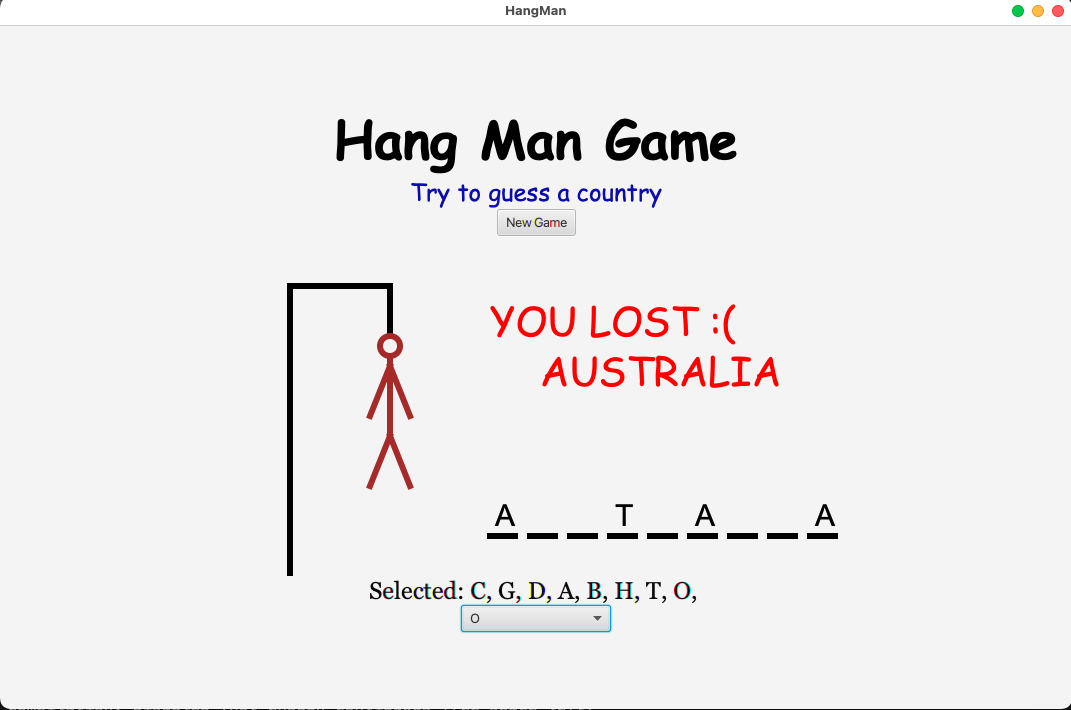 HangMan
Hang Man Game
Try to guess a country
New Game
YOU LOST :(
AUSTRALIA
A _ _ T _ A _ _ A
Selected: C, G, D, A, B, H, T, O,
O